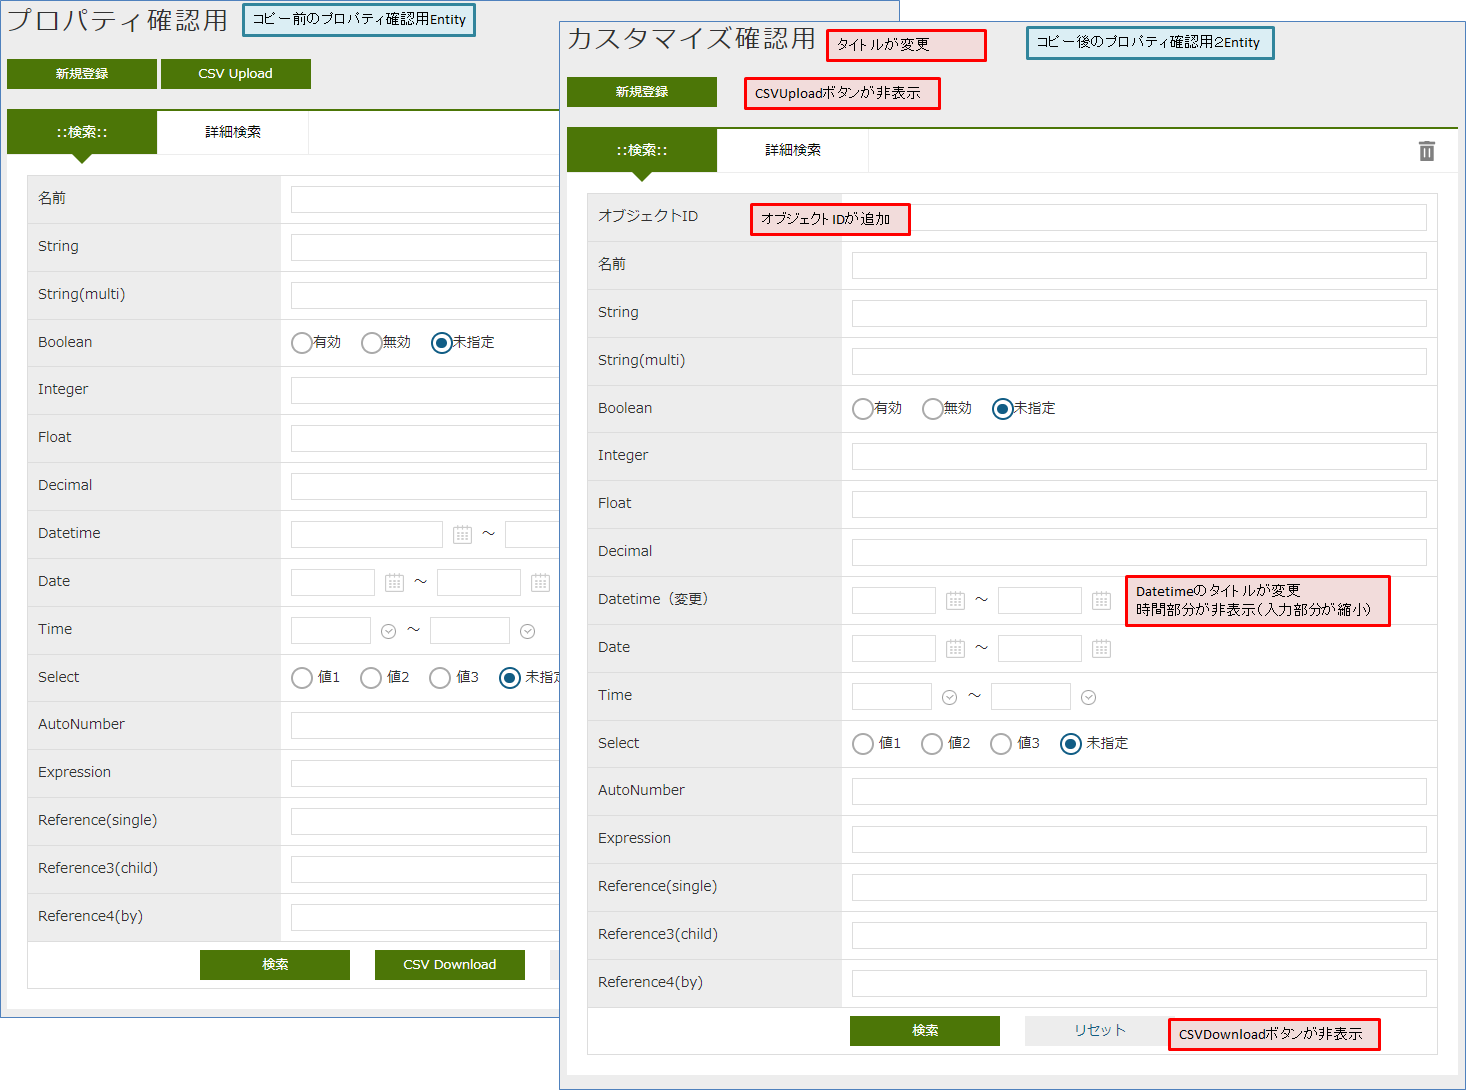 プロパティ確認用
コピー前のプロパティ確認用Entity
新規登録
CSV Upload
::検索::
詳細検索
名前
String
String(multi)
Boolean
有効
無効
未指定
Integer
Float
Decimal
Datetime
～
Date
～
Time
～
Select
値1
値2
値3
未指定
AutoNumber
Expression
Reference(single)
Reference3(child)
Reference4(by)
検索
CSV Download
カスタマイズ確認用
タイトルが変更
コピー後のプロパティ確認用2Entity
新規登録
CSVUploadボタンが非表示
::検索::
詳細検索
オブジェクトID
オブジェクトIDが追加
名前
String
String(multi)
Boolean
有効
無効
未指定
Integer
Float
Decimal
Datetime（変更）
～
Datetimeのタイトルが変更
時間部分が非表示（入力部分が縮小）
Date
～
Time
～
Select
値1
値2
値3
未指定
AutoNumber
Expression
Reference(single)
Reference3(child)
Reference4(by)
検索
リセット
CSVDownloadボタンが非表示